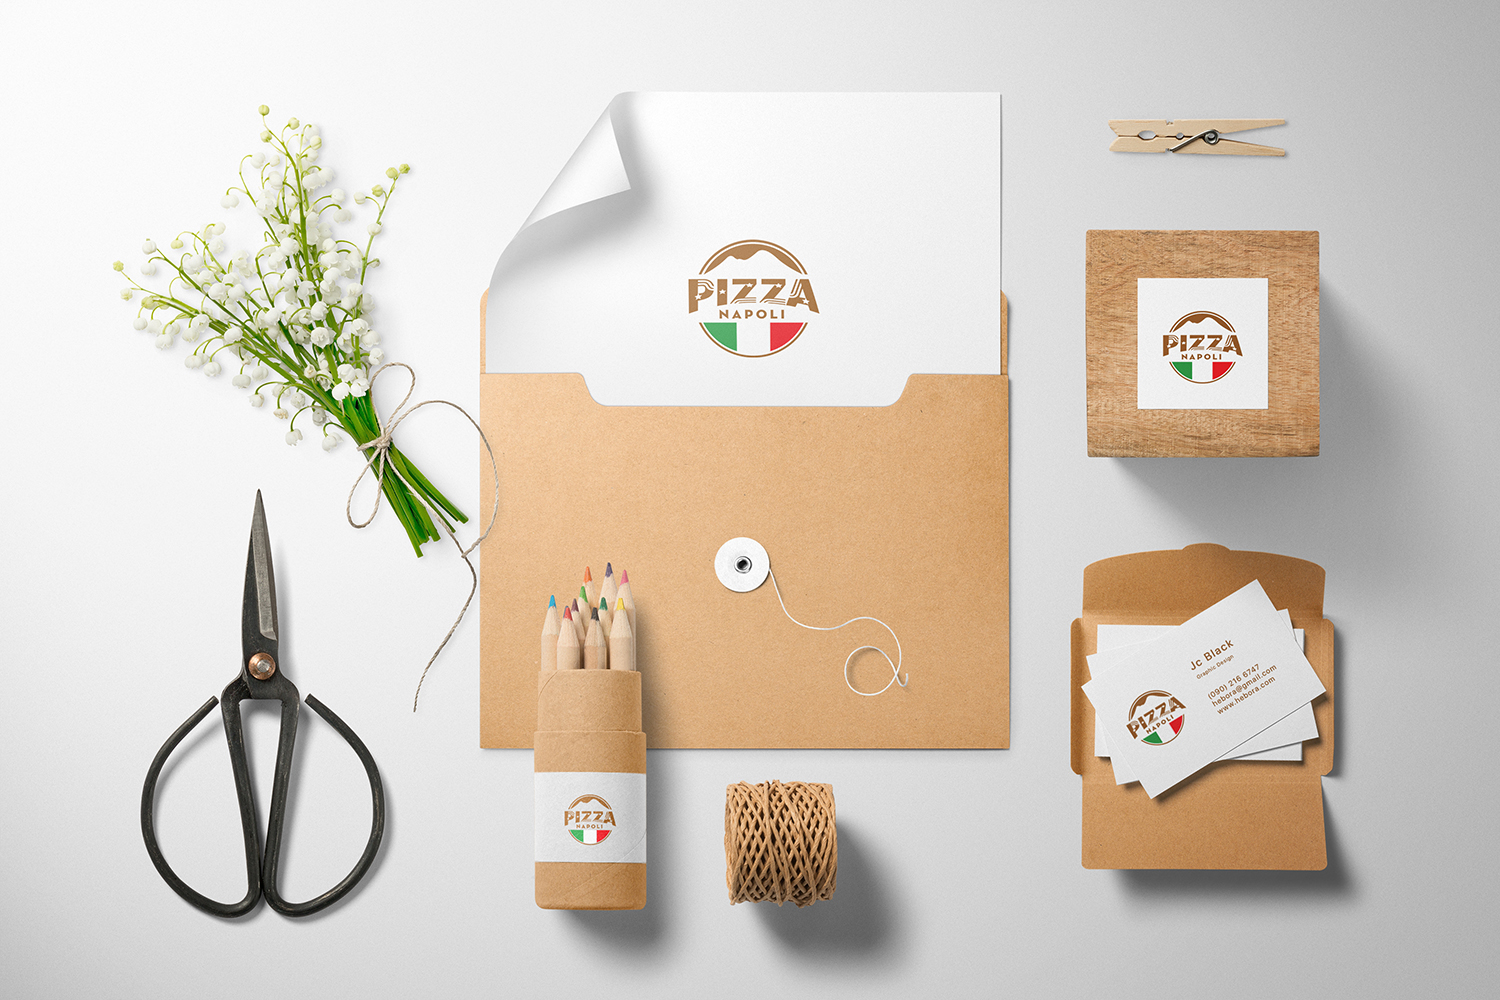 PIZZA
NAPOLI
PIZZA
NAPOLI
Jc Black
Graphic Design
(090) 216 6747
hebora@gmail.com
www.hebora.com
PIZZA
NAPOLI
PIZZA
NAPOLI